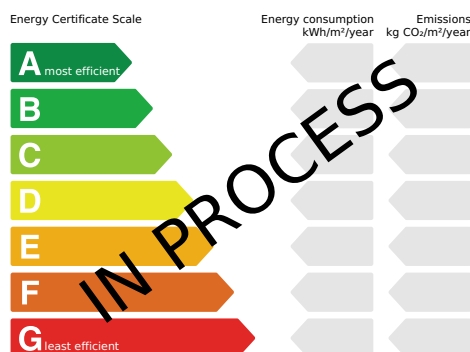 Energy Certificate Scale
Energy consumption
kWh/m²/year
Emissions
kg CO₂/m²/year
A most efficient
B
C
D
E
F
G least efficient
IN PROCESS